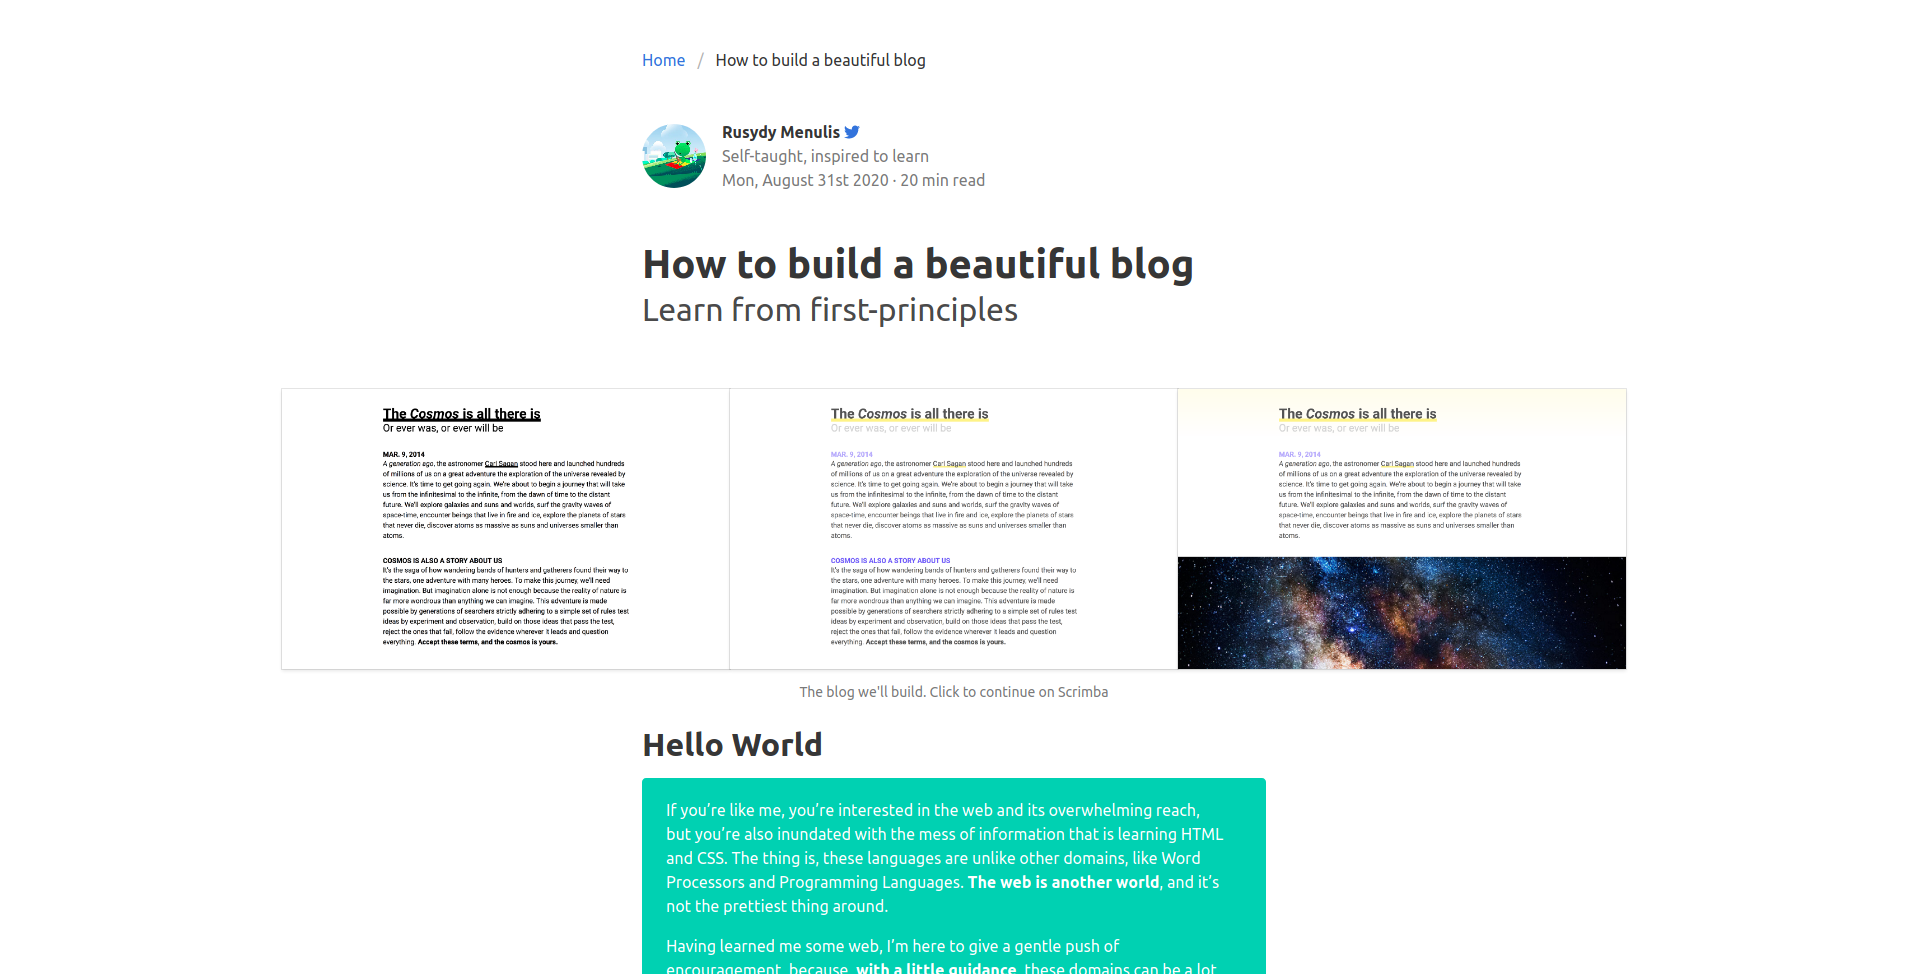 Home / How to build a beautiful blog
Rusydy Menulis
Self-taught, inspired to learn
Mon, August 31st 2020 · 20 min read
How to build a beautiful blog
Learn from first-principles
The Cosmos is all there is
Or ever was, or ever will be
MAR. 9, 2014
A generation ago, the astronomer Carl Sagan stood here and launched hundreds
of millions of us on a great adventure the exploration of the universe revealed by
science. It's time to get going again. We're about to begin a journey that will take
us from the infinitesimal to the infinite, from the dawn of time to the distant
future. We'll explore galaxies and suns and worlds, surf the gravity waves of
space-time, encounter beings that live in fire and ice, explore the planets of stars
that never die, discover atoms as massive as suns and universes smaller than
atoms.
COSMOS IS ALSO A STORY ABOUT US
It's the saga of how wandering bands of hunters and gatherers found their way to
the stars, one adventure with many heroes. To make this journey, we'll need
imagination. But imagination alone is not enough because the reality of nature is
far more wondrous than anything we can imagine. This adventure is made
possible by generations of searchers strictly adhering to a simple set of rules test
ideas by experiment and observation, build on those ideas that pass the test,
reject the ones that fail, follow the evidence wherever it leads and question
everything. Accept these terms, and the cosmos is yours.
The Cosmos is all there is
Or ever was, or ever will be
MAR. 9, 2014
A generation ago, the astronomer Carl Sagan stood here and launched hundreds
of millions of us on a great adventure the exploration of the universe revealed by
science. It's time to get going again. We're about to begin a journey that will take
us from the infinitesimal to the infinite, from the dawn of time to the distant
future. We'll explore galaxies and suns and worlds, surf the gravity waves of
space-time, encounter beings that live in fire and ice, explore the planets of stars
that never die, discover atoms as massive as suns and universes smaller than
atoms.
COSMOS IS ALSO A STORY ABOUT US
It's the saga of how wandering bands of hunters and gatherers found their way to
the stars, one adventure with many heroes. To make this journey, we'll need
imagination. But imagination alone is not enough because the reality of nature is
far more wondrous than anything we can imagine. This adventure is made
possible by generations of searchers strictly adhering to a simple set of rules test
ideas by experiment and observation, build on those ideas that pass the test,
reject the ones that fail, follow the evidence wherever it leads and question
everything. Accept these terms, and the cosmos is yours.
The Cosmos is all there is
Or ever was, or ever will be
MAR. 9, 2014
A generation ago, the astronomer Carl Sagan stood here and launched hundreds
of millions of us on a great adventure the exploration of the universe revealed by
science. It's time to get going again. We're about to begin a journey that will take
us from the infinitesimal to the infinite, from the dawn of time to the distant
future. We'll explore galaxies and suns and worlds, surf the gravity waves of
space-time, encounter beings that live in fire and ice, explore the planets of stars
that never die, discover atoms as massive as suns and universes smaller than
atoms.
The blog we'll build. Click to continue on Scrimba
Hello World
If you’re like me, you’re interested in the web and its overwhelming reach,
but you’re also inundated with the mess of information that is learning HTML
and CSS. The thing is, these languages are unlike other domains, like Word
Processors and Programming Languages. The web is another world, and it’s
not the prettiest thing around.
Having learned me some web, I’m here to give a gentle push of
encouragement, because, with a little guidance, these domains can be a lot